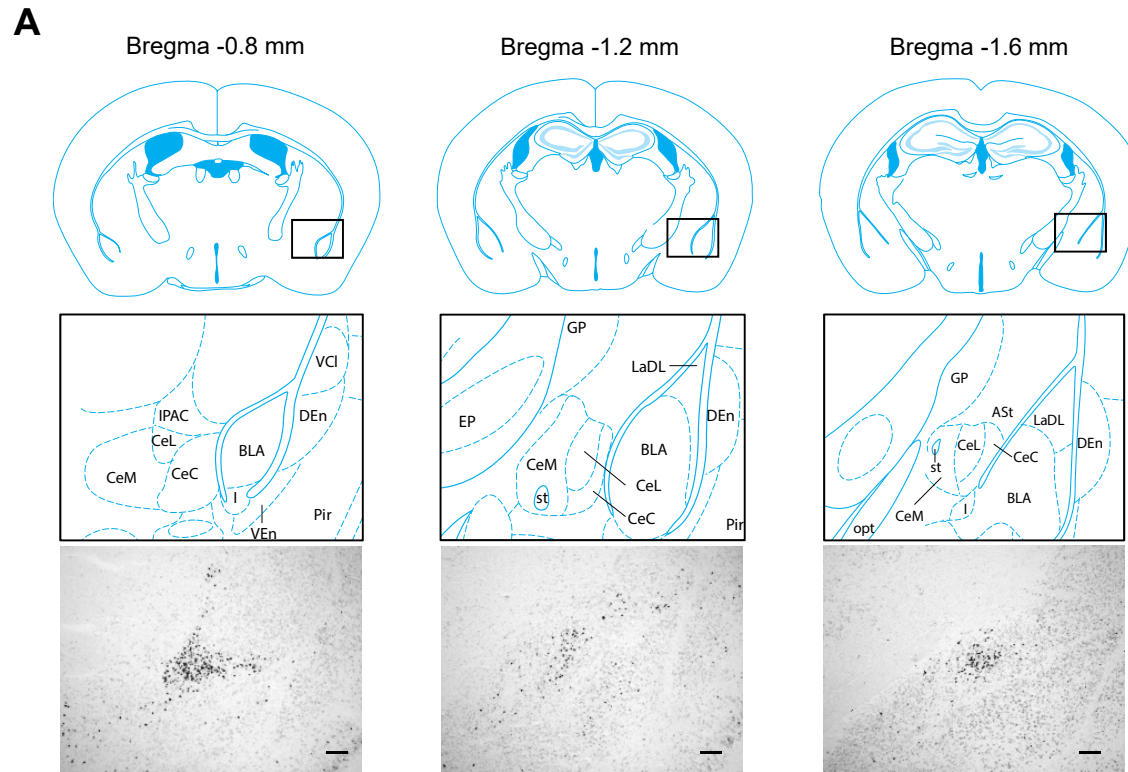 A
Bregma -0.8 mm
Bregma -1.2 mm
Bregma -1.6 mm
VCl
IPAC
DEn
CeL
BLA
CeM
CeC
I
Pir
VEn
GP
LaDL
EP
DEn
BLA
CeM
CeL
st
CeC
Pir
GP
ASt
LaDL
CeL
DEn
st
CeC
BLA
CeM
I
opt